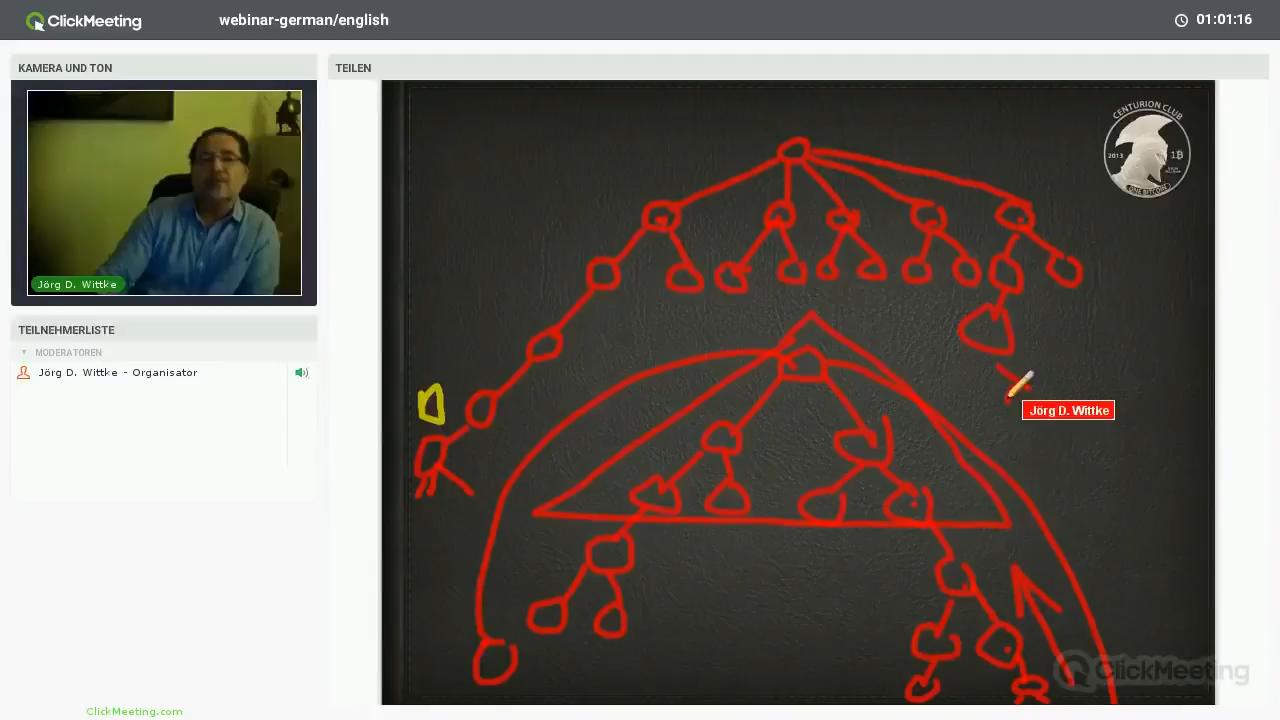 ClickMeeting
webinar-german/english
01:01:16
KAMERA UND TON
TEILEN
Jörg D. Wittke
TEILNEHMERLISTE
MODERATOREN
Jörg D. Wittke - Organisator
CENTURION CLUB
2013
1₿
ONE BITCOIN
Jörg D. Wittke
ClickMeeting
ClickMeeting.com